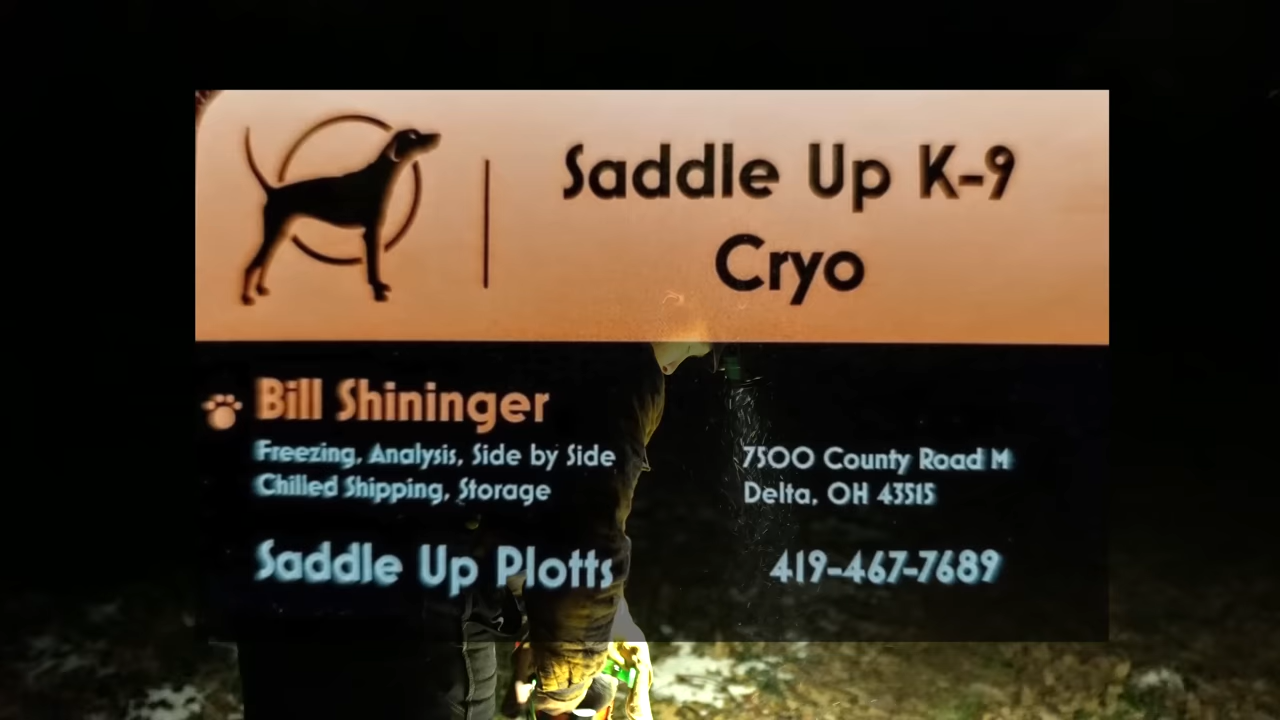 Saddle Up K-9
Cryo
Bill Shininger
Freezing, Analysis, Side by Side
Chilled Shipping, Storage
7500 County Road M
Delta, OH 43515
Saddle Up Plotts
419-467-7689